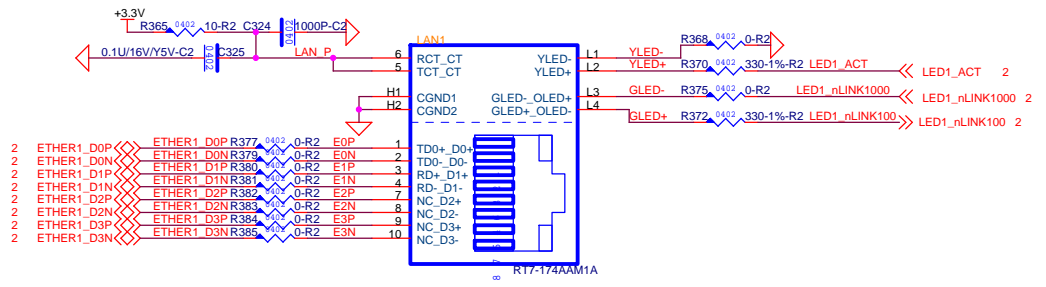 +3.3V
R365 0402 10-R2 C324 0402 1000P-C2
0.1U/16V/Y5V-C2 0402 C325 LAN_P
LAN1
6 RCT_CT
5 TCT_CT
H1 CGND1
H2 CGND2
YLED- L1 YLED- R368 0402 0-R2
YLED+ L2 YLED+ R370 0402 330-1%-R2 LED1_ACT LED1_ACT 2
GLED-_OLED+ L3 GLED- R375 0402 0-R2 LED1_nLINK1000 LED1_nLINK1000 2
GLED+_OLED- L4 GLED+ R372 0402 330-1%-R2 LED1_nLINK100 LED1_nLINK100 2
2 ETHER1_D0P ETHER1_D0P R377 0402 0-R2 E0P 1 TD0+_D0+
2 ETHER1_D0N ETHER1_D0N R379 0402 0-R2 E0N 2 TD0-_D0-
2 ETHER1_D1P ETHER1_D1P R380 0402 0-R2 E1P 3 RD+_D1+
2 ETHER1_D1N ETHER1_D1N R381 0402 0-R2 E1N 4 RD-_D1-
2 ETHER1_D2P ETHER1_D2P R382 0402 0-R2 E2P 7 NC_D2+
2 ETHER1_D2N ETHER1_D2N R383 0402 0-R2 E2N 8 NC_D2-
2 ETHER1_D3P ETHER1_D3P R384 0402 0-R2 E3P 9 NC_D3+
2 ETHER1_D3N ETHER1_D3N R385 0402 0-R2 E3N 10 NC_D3-
7
8
RT7-174AAM1A